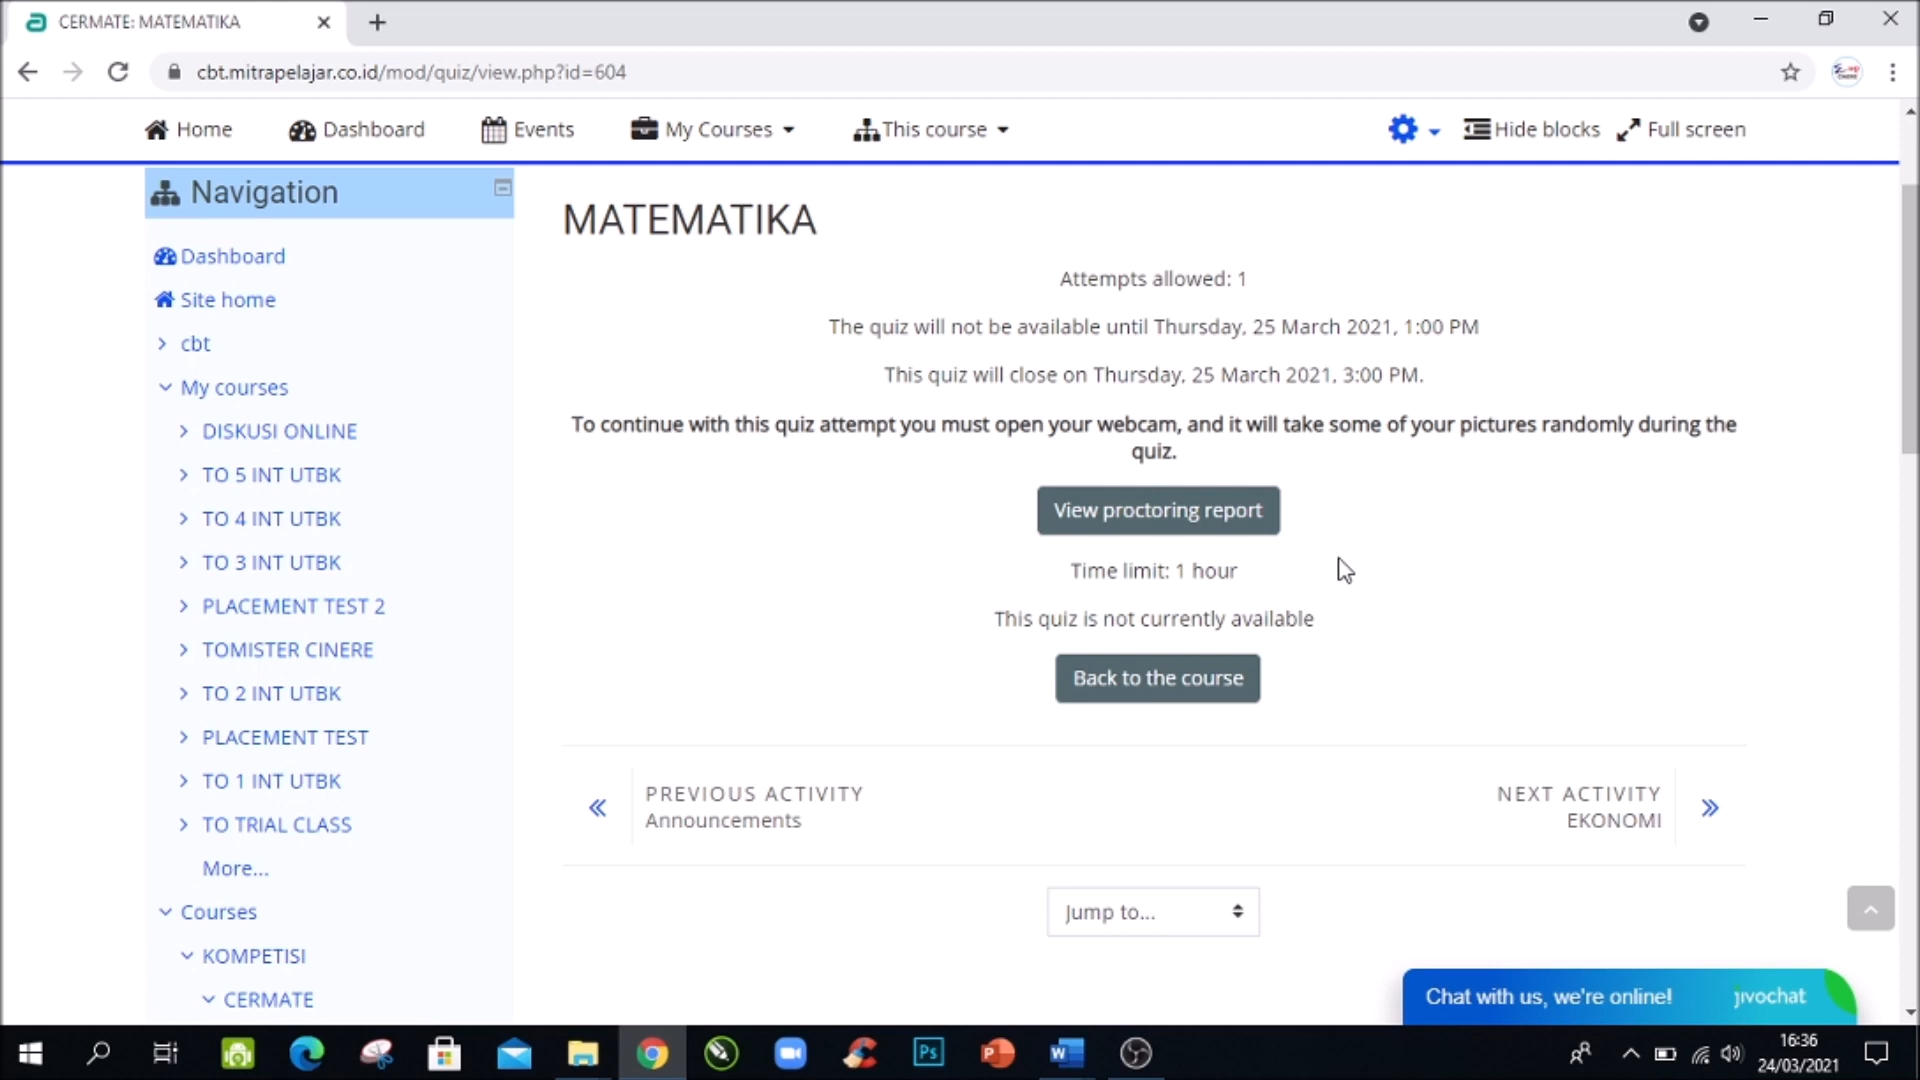 CERMATE: MATEMATIKA
cbt.mitrapelajar.co.id/mod/quiz/view.php?id=604
Home
Dashboard
Events
My Courses
This course
Hide blocks
Full screen
Navigation
Dashboard
Site home
cbt
My courses
DISKUSI ONLINE
TO 5 INT UTBK
TO 4 INT UTBK
TO 3 INT UTBK
PLACEMENT TEST 2
TOMISTER CINERE
TO 2 INT UTBK
PLACEMENT TEST
TO 1 INT UTBK
TO TRIAL CLASS
More...
Courses
KOMPETISI
CERMATE
MATEMATIKA
Attempts allowed: 1
The quiz will not be available until Thursday, 25 March 2021, 1:00 PM
This quiz will close on Thursday, 25 March 2021, 3:00 PM.
To continue with this quiz attempt you must open your webcam, and it will take some of your pictures randomly during the
quiz.
View proctoring report
Time limit: 1 hour
This quiz is not currently available
Back to the course
PREVIOUS ACTIVITY
Announcements
NEXT ACTIVITY
EKONOMI
Jump to...
Chat with us, we're online!
jivochat
Ps
P
W
16:36
24/03/2021